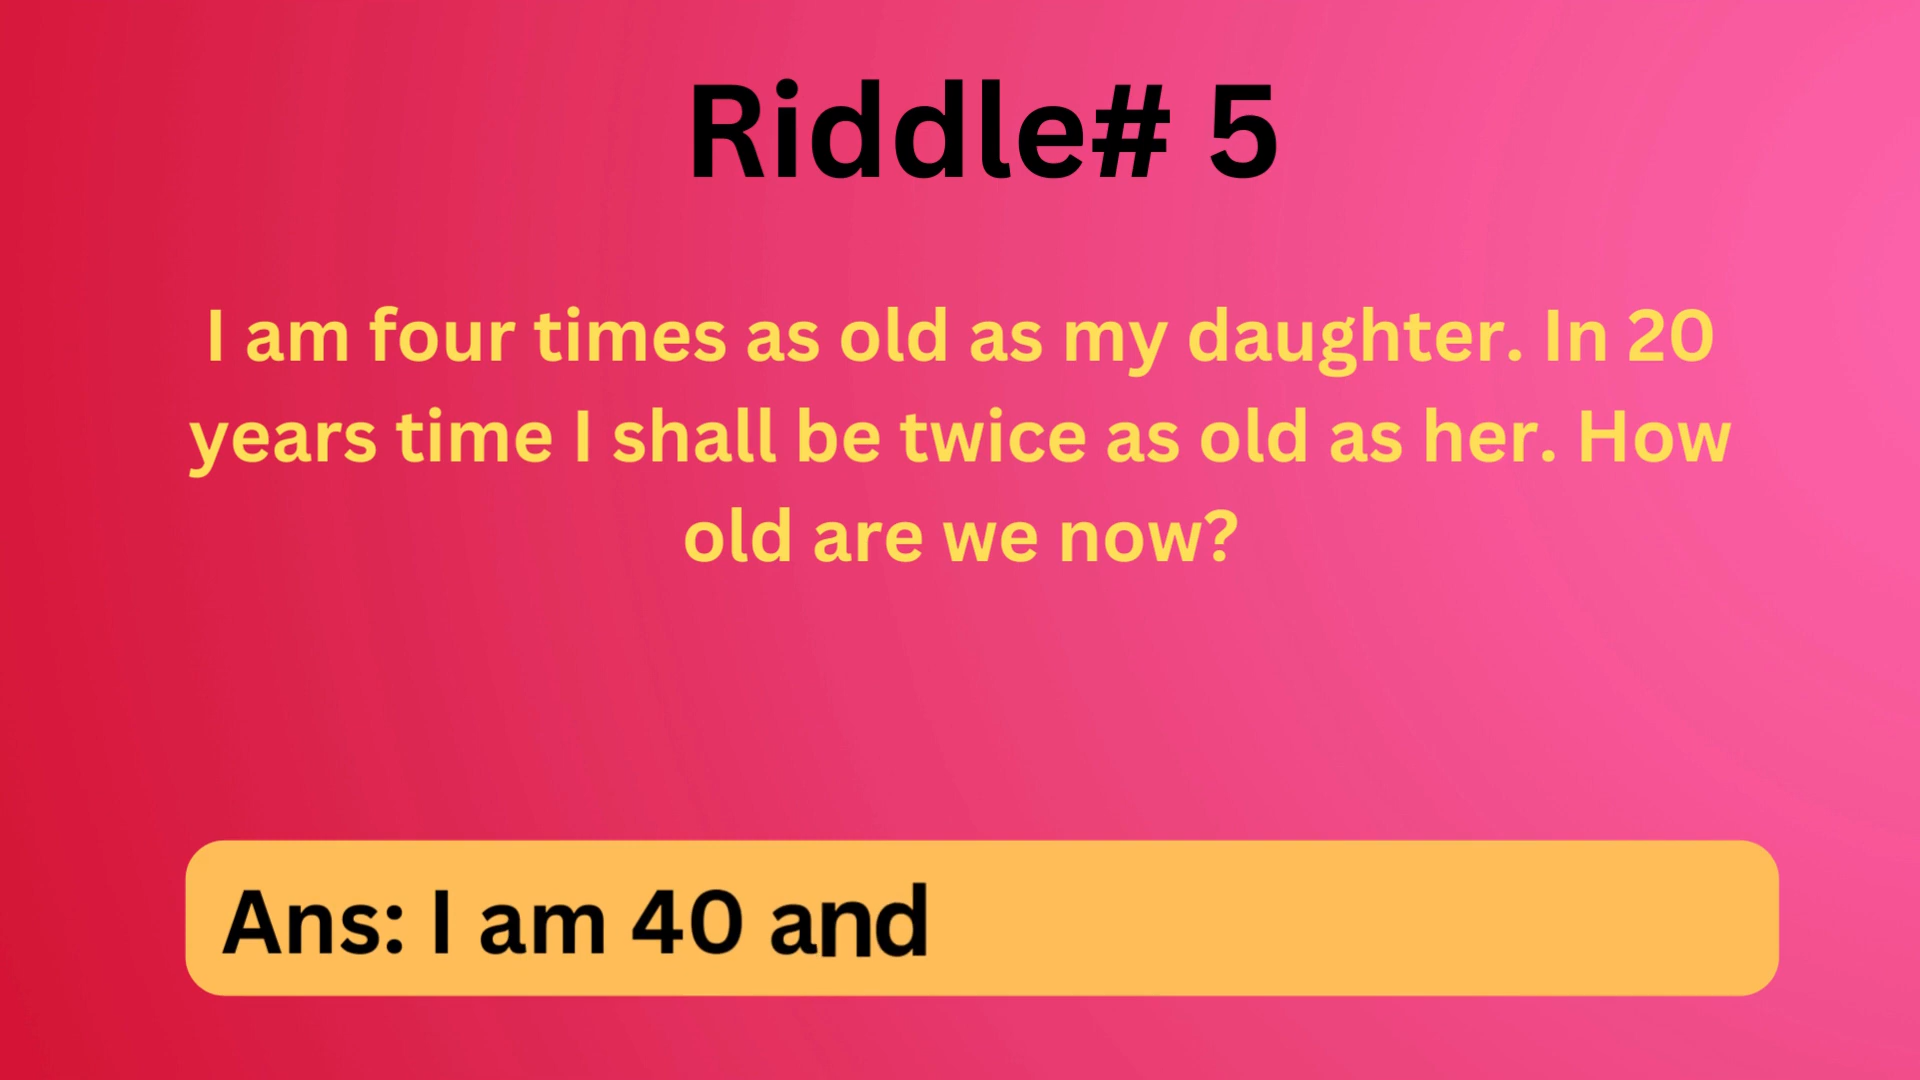 Riddle# 5
I am four times as old as my daughter. In 20
years time I shall be twice as old as her. How
old are we now?
Ans: I am 40 and